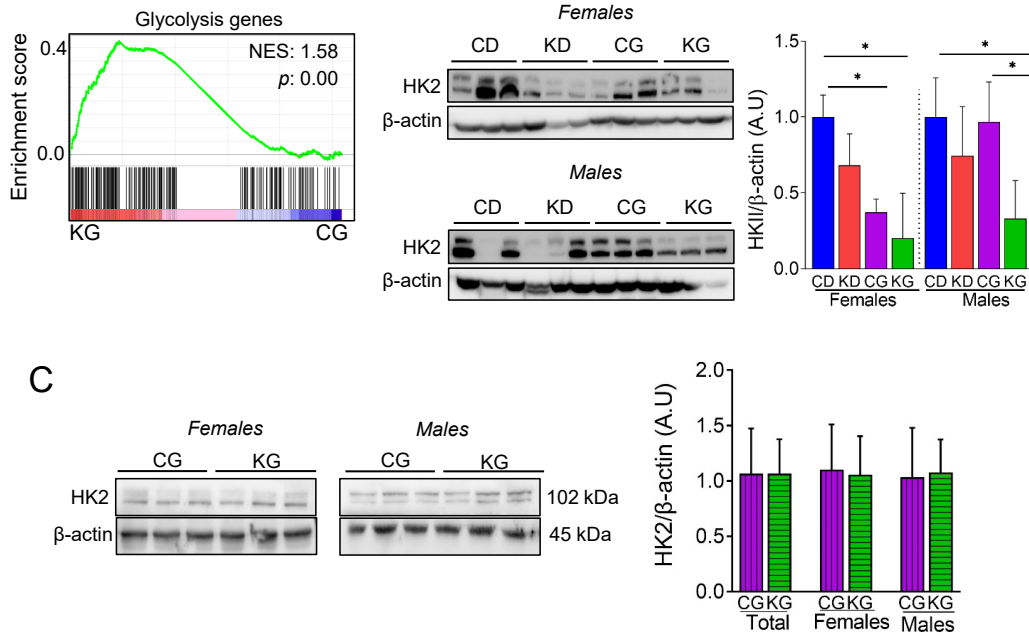 Glycolysis genes
Enrichment score
0.4
0.0
NES: 1.58
p: 0.00
KG CG
Females
CD KD CG KG
HK2
β-actin
Males
CD KD CG KG
HK2
β-actin
HKII/β-actin (A.U)
1.5
1.0
0.5
0.0
* * * *
CD KD CG KG CD KD CG KG
Females Males
C
Females Males
CG KG CG KG
HK2 102 kDa
β-actin 45 kDa
HK2/β-actin (A.U)
2.0
1.5
1.0
0.5
0.0
CG KG CG KG CG KG
Total Females Males